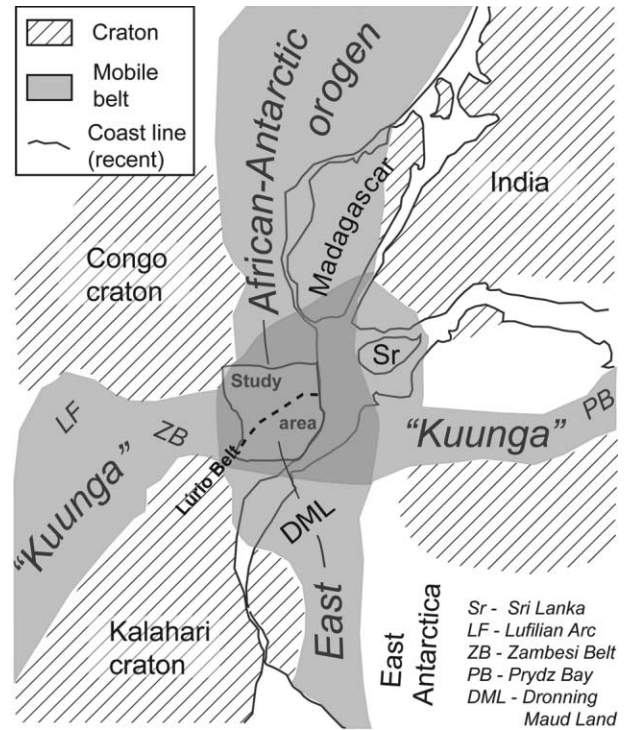 Craton
Mobile
belt
Coast line
(recent)
African-Antarctic
orogen
Madagascar
India
Congo
craton
Sr
Study
area
LF
ZB
"Kuunga"
Lúrio Belt
"Kuunga"
PB
DML
East
Kalahari
craton
East
Antarctica
Sr - Sri Lanka
LF - Lufilian Arc
ZB - Zambesi Belt
PB - Prydz Bay
DML - Dronning
Maud Land